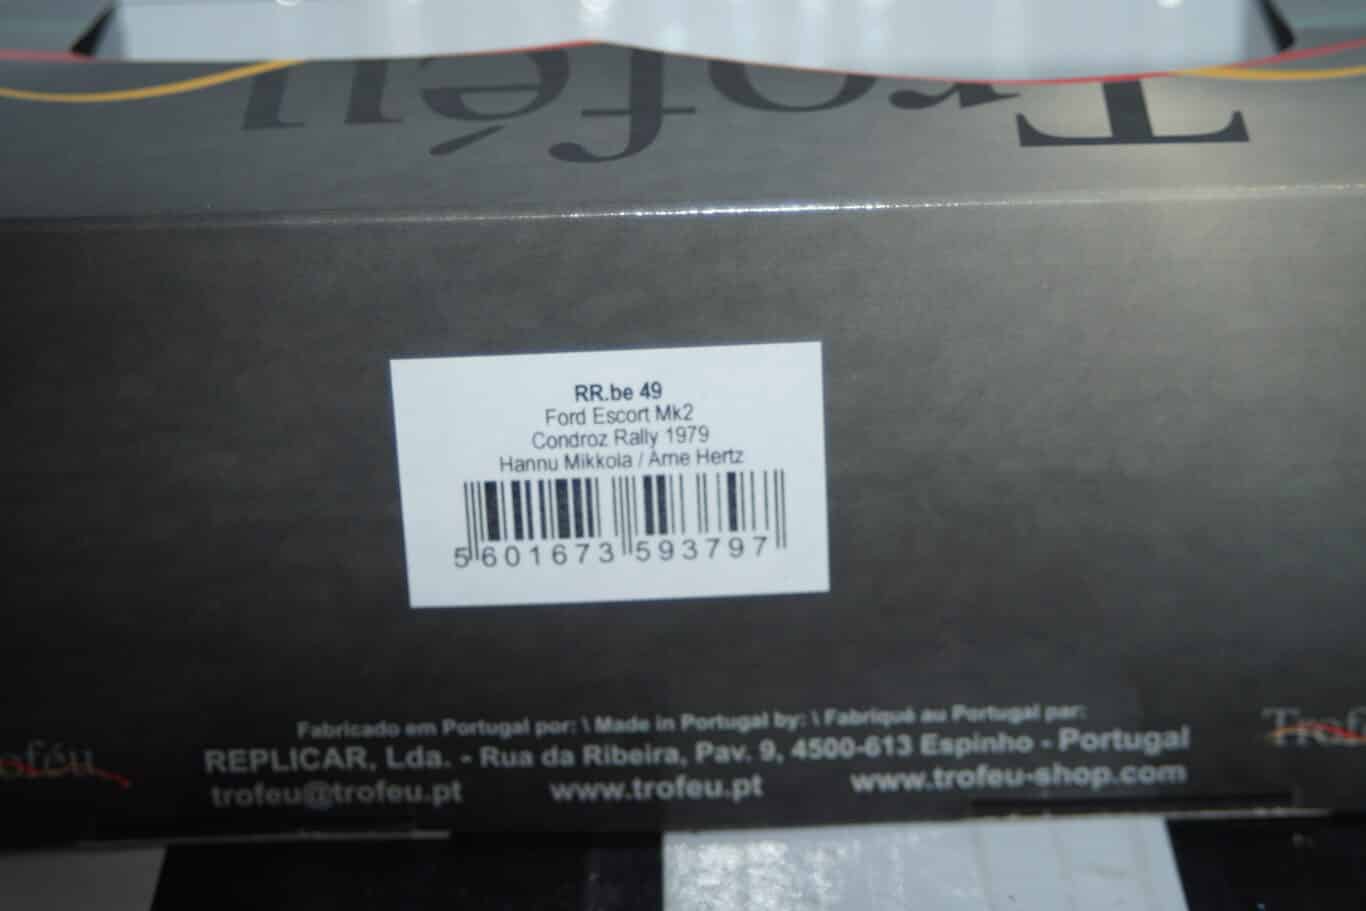 Troféu
RR.be 49
Ford Escort Mk2
Condroz Rally 1979
Hannu Mikkola / Arne Hertz
5 601673 593797
Fabricado em Portugal por: \ Made in Portugal by: \ Fabriqué au Portugal par:
REPLICAR, Lda. - Rua da Ribeira, Pav. 9, 4500-613 Espinho - Portugal
trofeu@trofeu.pt www.trofeu.pt www.trofeu-shop.com
oféu
Trof